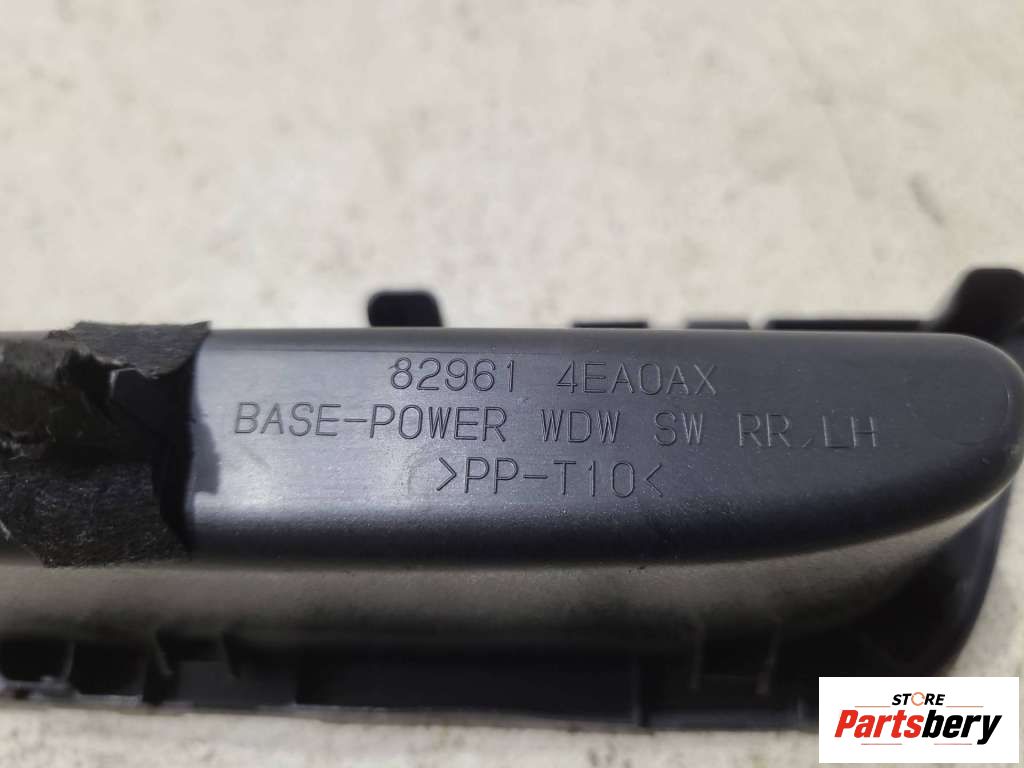 82961 4EA0AX
BASE-POWER WDW SW RR.LH
>PP-T10<
STORE
Partsbery